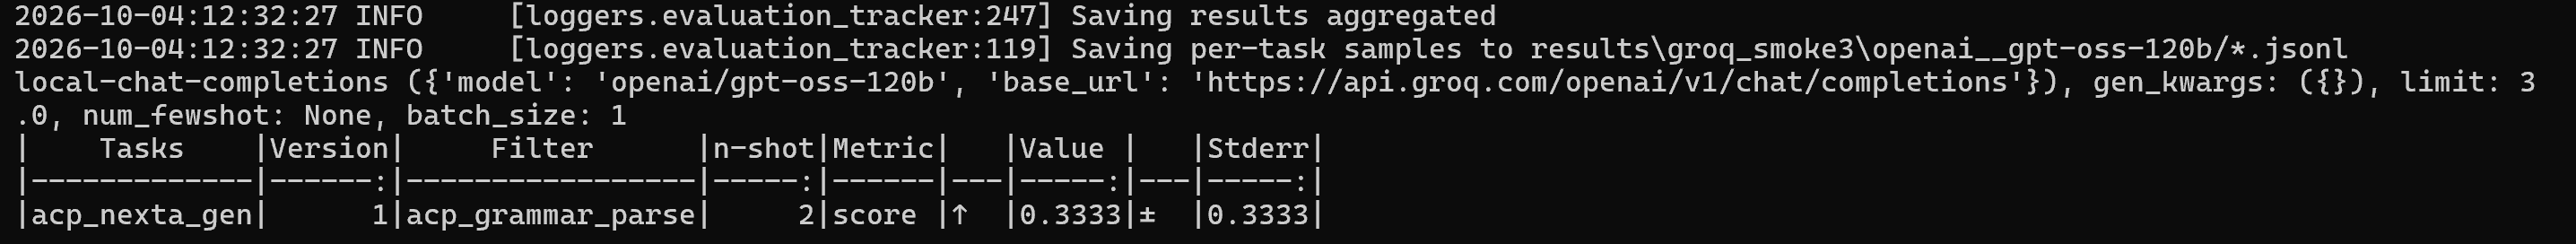 2026-10-04:12:32:27 INFO     [loggers.evaluation_tracker:247] Saving results aggregated
2026-10-04:12:32:27 INFO     [loggers.evaluation_tracker:119] Saving per-task samples to results\groq_smoke3\openai__gpt-oss-120b/*.jsonl
local-chat-completions ({'model': 'openai/gpt-oss-120b', 'base_url': 'https://api.groq.com/openai/v1/chat/completions'}), gen_kwargs: ({}), limit: 3
.0, num_fewshot: None, batch_size: 1
|    Tasks    |Version|     Filter      |n-shot|Metric|   |Value |   |Stderr|
|-------------|------:|-----------------|-----:|------|---|-----:|---|-----:|
|acp_nexta_gen|      1|acp_grammar_parse|     2|score |↑  |0.3333|±  |0.3333|